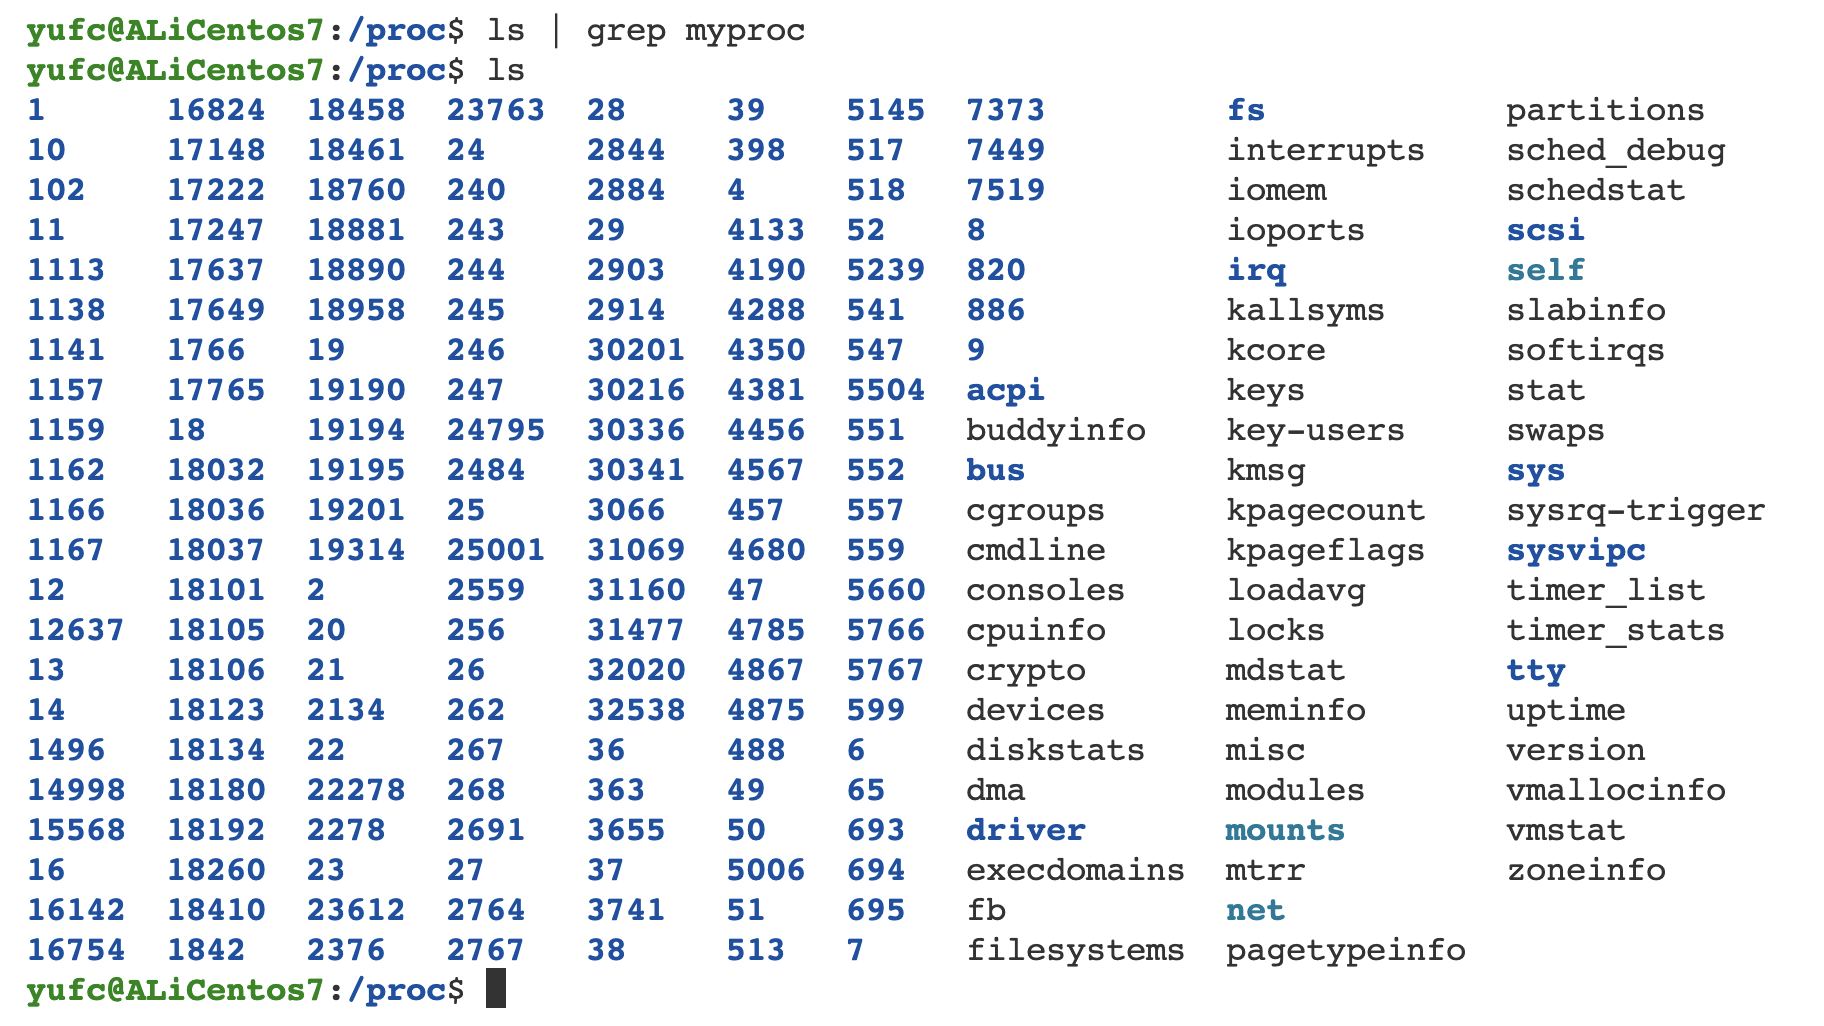 yufc@ALiCentos7:/proc$ ls | grep myproc
yufc@ALiCentos7:/proc$ ls
1 16824 18458 23763 28 39 5145 7373 fs partitions
10 17148 18461 24 2844 398 517 7449 interrupts sched_debug
102 17222 18760 240 2884 4 518 7519 iomem schedstat
11 17247 18881 243 29 4133 52 8 ioports scsi
1113 17637 18890 244 2903 4190 5239 820 irq self
1138 17649 18958 245 2914 4288 541 886 kallsyms slabinfo
1141 1766 19 246 30201 4350 547 9 kcore softirqs
1157 17765 19190 247 30216 4381 5504 acpi keys stat
1159 18 19194 24795 30336 4456 551 buddyinfo key-users swaps
1162 18032 19195 2484 30341 4567 552 bus kmsg sys
1166 18036 19201 25 3066 457 557 cgroups kpagecount sysrq-trigger
1167 18037 19314 25001 31069 4680 559 cmdline kpageflags sysvipc
12 18101 2 2559 31160 47 5660 consoles loadavg timer_list
12637 18105 20 256 31477 4785 5766 cpuinfo locks timer_stats
13 18106 21 26 32020 4867 5767 crypto mdstat tty
14 18123 2134 262 32538 4875 599 devices meminfo uptime
1496 18134 22 267 36 488 6 diskstats misc version
14998 18180 22278 268 363 49 65 dma modules vmallocinfo
15568 18192 2278 2691 3655 50 693 driver mounts vmstat
16 18260 23 27 37 5006 694 execdomains mtrr zoneinfo
16142 18410 23612 2764 3741 51 695 fb net
16754 1842 2376 2767 38 513 7 filesystems pagetypeinfo
yufc@ALiCentos7:/proc$